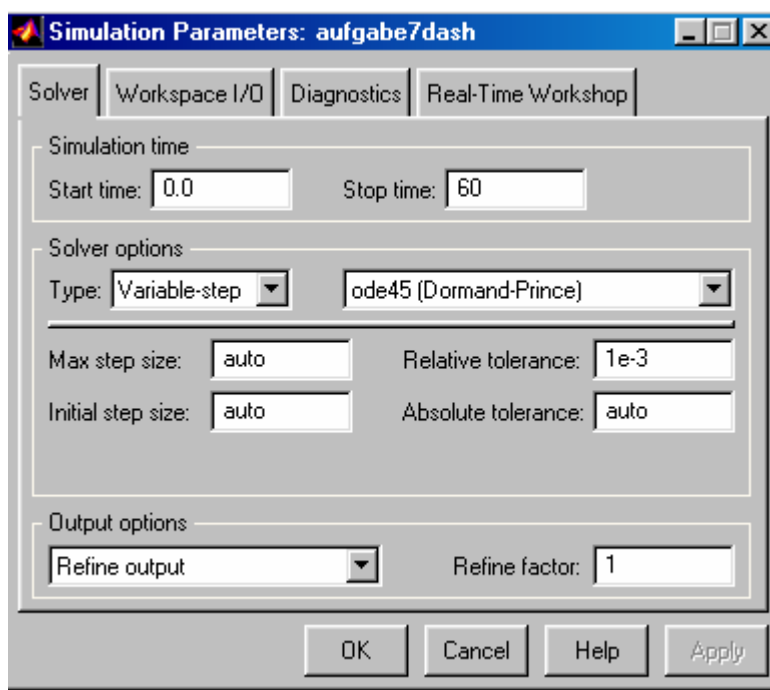 Simulation Parameters: aufgabe7dash
Solver Workspace I/O Diagnostics Real-Time Workshop
Simulation time
Start time: 0.0 Stop time: 60
Solver options
Type: Variable-step ode45 (Dormand-Prince)
Max step size: auto Relative tolerance: 1e-3
Initial step size: auto Absolute tolerance: auto
Output options
Refine output Refine factor: 1
OK Cancel Help Apply